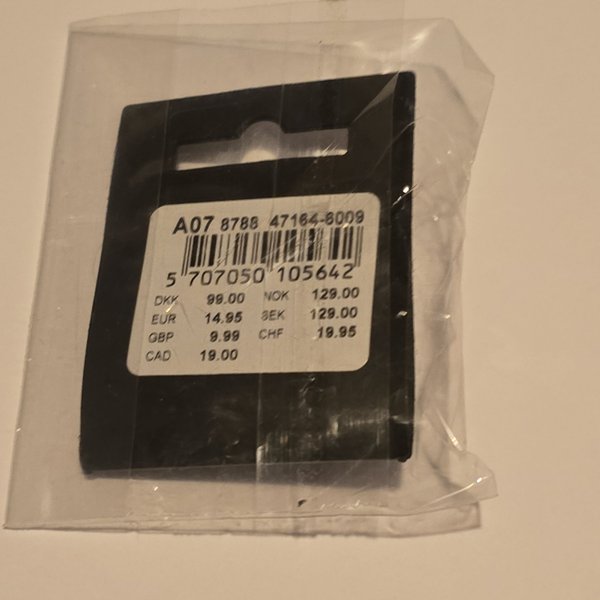 A07 8788 47164-6009
5 707050 105642
DKK 99.00 NOK 129.00
EUR 14.95 SEK 129.00
GBP 9.99 CHF 19.95
CAD 19.00